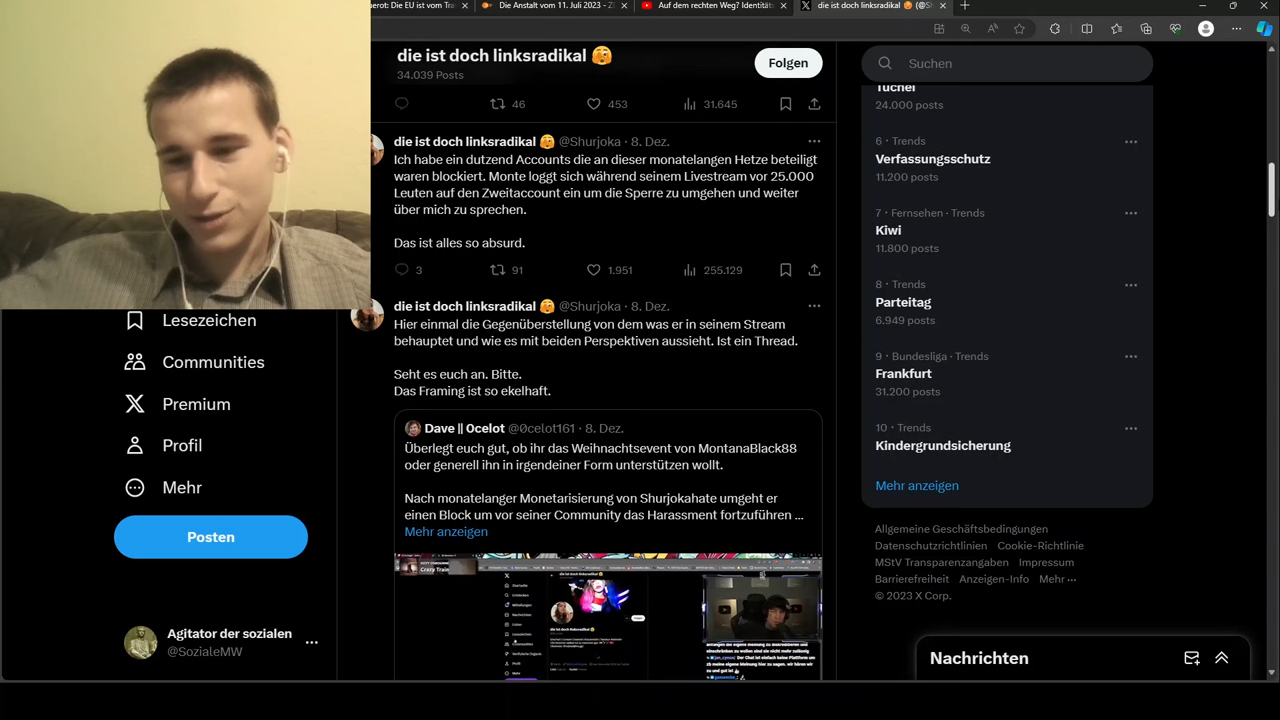 uerot: Die EU ist vom Tra
Die Anstalt vom 11. Juli 2023 - Z
Auf dem rechten Weg? Identitäts
die ist doch linksradikal (@Sh
die ist doch linksradikal
34.039 Posts
Folgen
46
453
31.645
die ist doch linksradikal @Shurjoka · 8. Dez.
Ich habe ein dutzend Accounts die an dieser monatelangen Hetze beteiligt
waren blockiert. Monte loggt sich während seinem Livestream vor 25.000
Leuten auf den Zweitaccount ein um die Sperre zu umgehen und weiter
über mich zu sprechen.
Das ist alles so absurd.
3
91
1.951
255.129
die ist doch linksradikal @Shurjoka · 8. Dez.
Hier einmal die Gegenüberstellung von dem was er in seinem Stream
behauptet und wie es mit beiden Perspektiven aussieht. Ist ein Thread.
Seht es euch an. Bitte.
Das Framing ist so ekelhaft.
Dave || 0celot @0celot161 · 8. Dez.
Überlegt euch gut, ob ihr das Weihnachtsevent von MontanaBlack88
oder generell ihn in irgendeiner Form unterstützen wollt.
Nach monatelanger Monetarisierung von Shurjokahate umgeht er
einen Block um vor seiner Community das Harassment fortzuführen ...
Mehr anzeigen
Crazy Train
Lesezeichen
Communities
Premium
Profil
Mehr
Posten
Agitator der sozialen
@SozialeMW
Suchen
Tuchel
24.000 posts
6 · Trends
Verfassungsschutz
11.200 posts
7 · Fernsehen · Trends
Kiwi
11.800 posts
8 · Trends
Parteitag
6.949 posts
9 · Bundesliga · Trends
Frankfurt
31.200 posts
10 · Trends
Kindergrundsicherung
Mehr anzeigen
Allgemeine Geschäftsbedingungen
Datenschutzrichtlinien Cookie-Richtlinie
MStV Transparenzangaben Impressum
Barrierefreiheit Anzeigen-Info Mehr ...
© 2023 X Corp.
Nachrichten